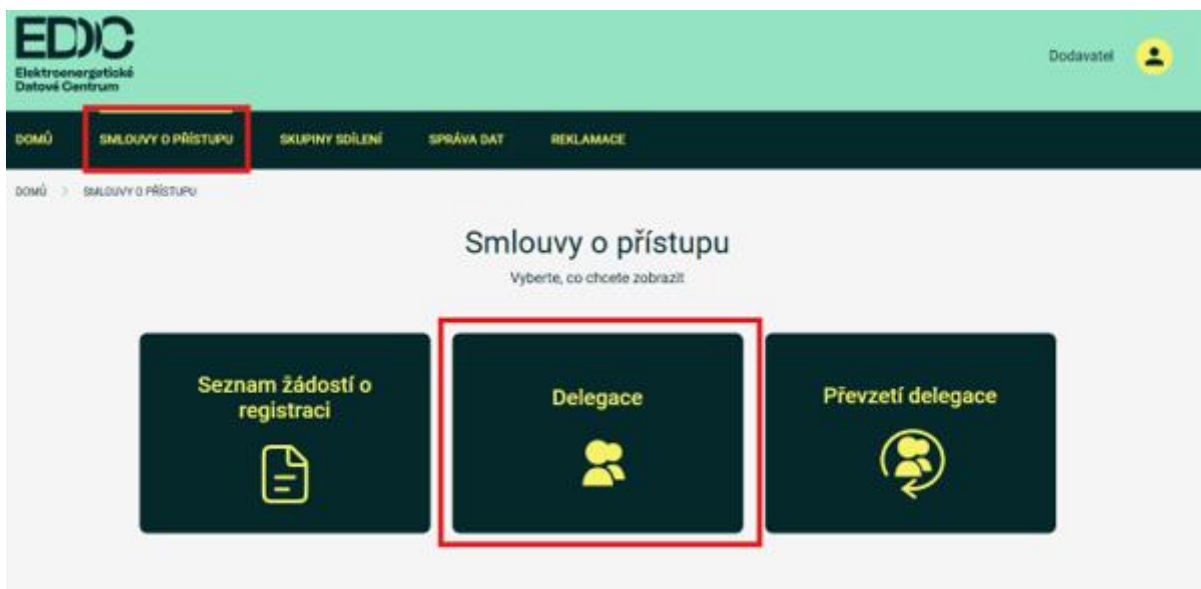 EDC
Elektroenergetické
Datové Centrum
Dodavatel
DOMŮ SMLOUVY O PŘÍSTUPU SKUPINY SDÍLENÍ SPRÁVA DAT REKLAMACE
DOMŮ > SMLOUVY O PŘÍSTUPU
Smlouvy o přístupu
Vyberte, co chcete zobrazit
Seznam žádostí o
registraci
Delegace
Převzetí delegace